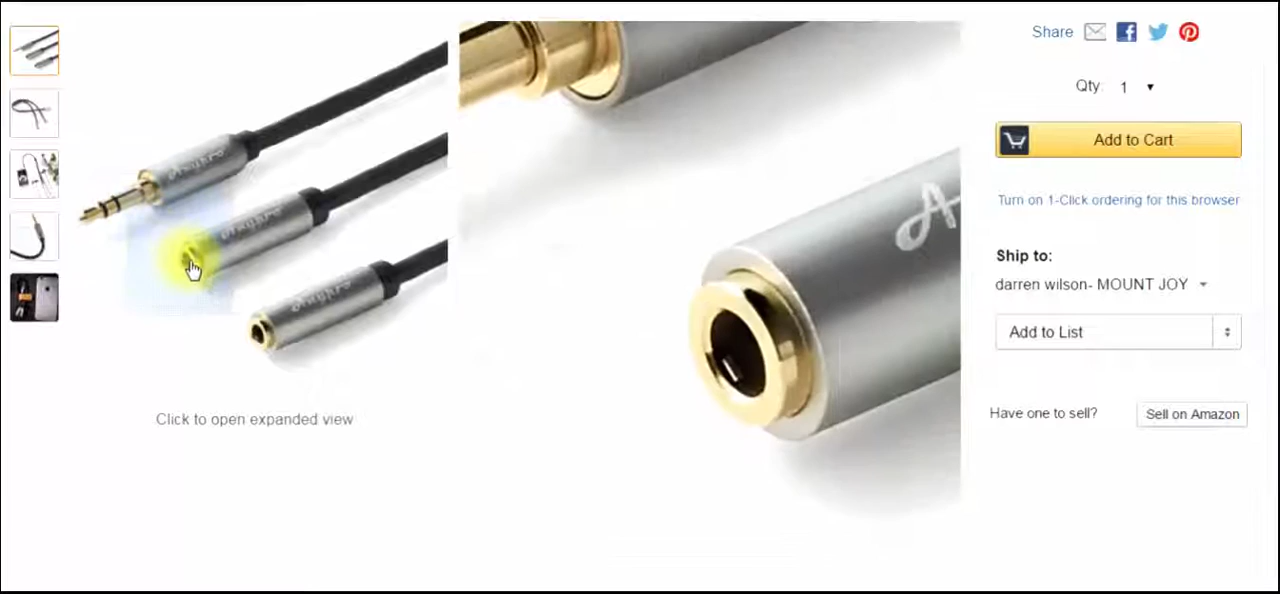 Share
Qty: 1
Add to Cart
Turn on 1-Click ordering for this browser
Ship to:
darren wilson- MOUNT JOY
Add to List
Have one to sell?
Sell on Amazon
Click to open expanded view